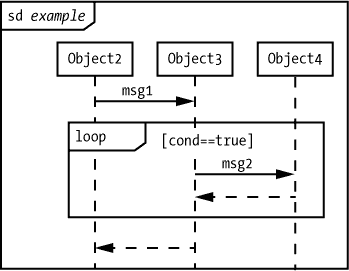 sd example
Object2 Object3 Object4
msg1
loop [cond==true]
msg2